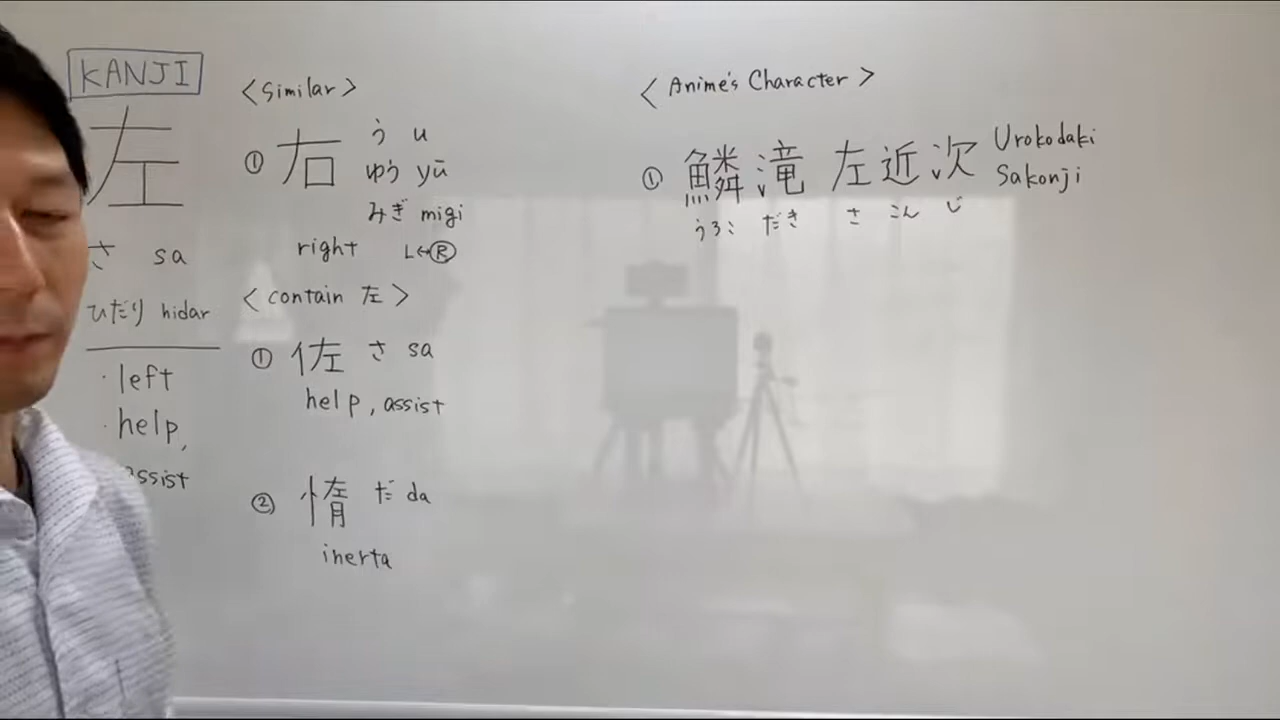 KANJI
左
さ sa
ひだり hidar
・left
・help,
assist
<Similar>
① 右 う u
ゆう yū
みぎ migi
right L↔Ⓡ
<contain 左>
① 佐 さ sa
help, assist
② 惰 だ da
inerta
<Anime's Character>
① 鱗滝 左近次 Urokodaki
Sakonji
うろこ だき さ こん じ